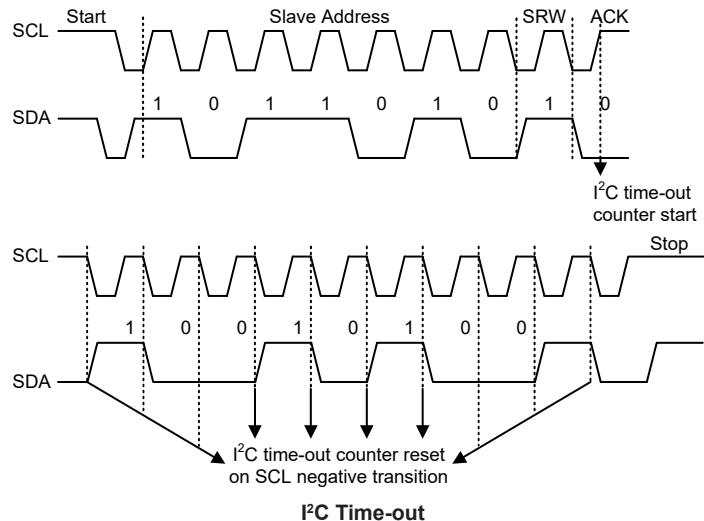 Start Slave Address SRW ACK
SCL
1 0 1 1 0 1 0 1 0
SDA
I²C time-out
counter start
Stop
SCL
1 0 0 1 0 1 0 0
SDA
I²C time-out counter reset
on SCL negative transition
I²C Time-out